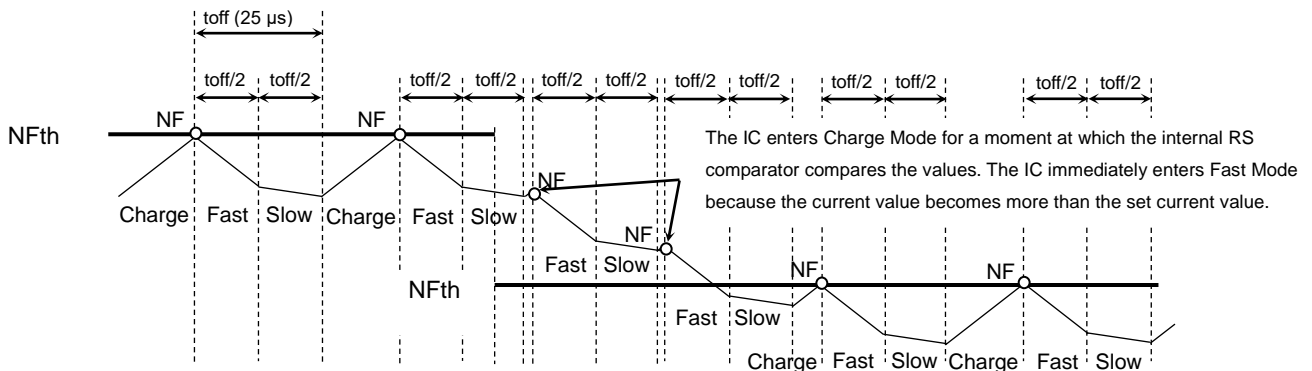 toff (25 µs)
toff/2 toff/2 toff/2 toff/2 toff/2 toff/2 toff/2 toff/2 toff/2 toff/2 toff/2 toff/2
NFth NF NF
The IC enters Charge Mode for a moment at which the internal RS
comparator compares the values. The IC immediately enters Fast Mode
because the current value becomes more than the set current value.
NF
Charge Fast Slow Charge Fast Slow
NF
Fast Slow
NFth NF NF
Fast Slow
Charge Fast Slow Charge Fast Slow